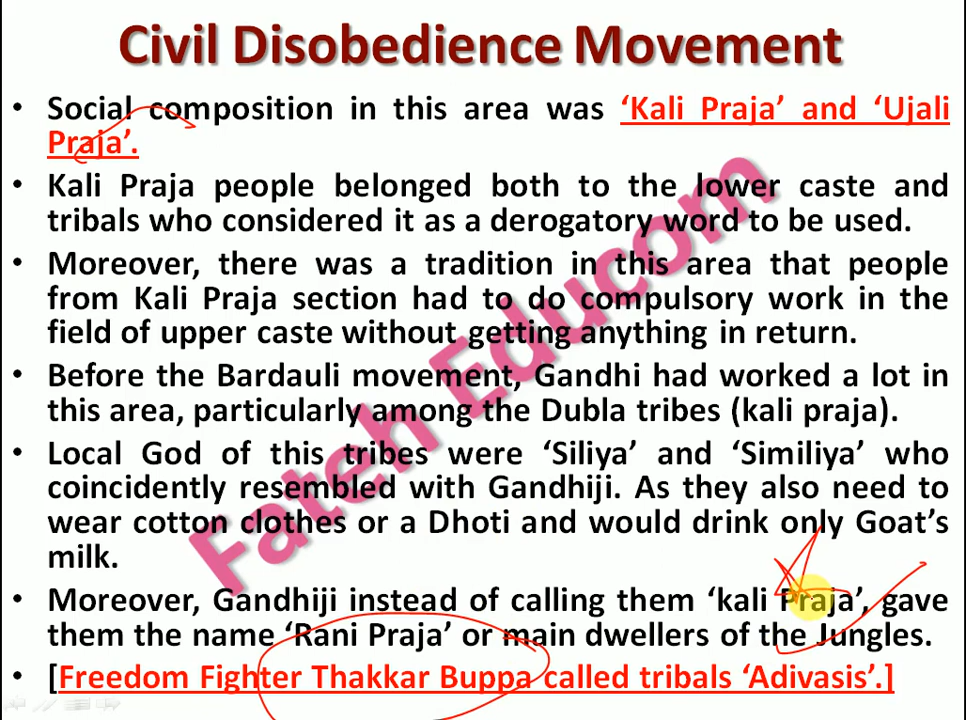 Civil Disobedience Movement
• Social composition in this area was ‘Kali Praja’ and ‘Ujali
Praja’.
• Kali Praja people belonged both to the lower caste and
tribals who considered it as a derogatory word to be used.
• Moreover, there was a tradition in this area that people
from Kali Praja section had to do compulsory work in the
field of upper caste without getting anything in return.
• Before the Bardauli movement, Gandhi had worked a lot in
this area, particularly among the Dubla tribes (kali praja).
• Local God of this tribes were ‘Siliya’ and ‘Similiya’ who
coincidently resembled with Gandhiji. As they also need to
wear cotton clothes or a Dhoti and would drink only Goat’s
milk.
• Moreover, Gandhiji instead of calling them ‘kali Praja’, gave
them the name ‘Rani Praja’ or main dwellers of the Jungles.
• [Freedom Fighter Thakkar Buppa called tribals ‘Adivasis’.]
Fateh Educom